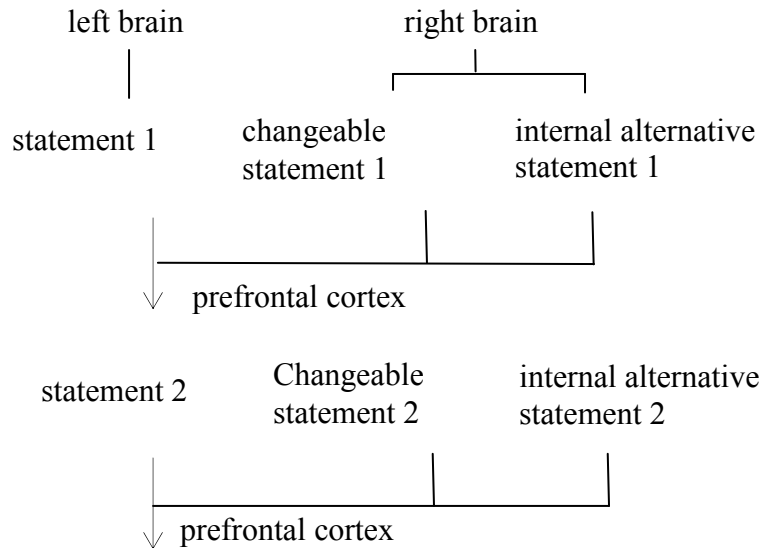 left brain
right brain
statement 1
changeable
statement 1
internal alternative
statement 1
prefrontal cortex
statement 2
Changeable
statement 2
internal alternative
statement 2
prefrontal cortex